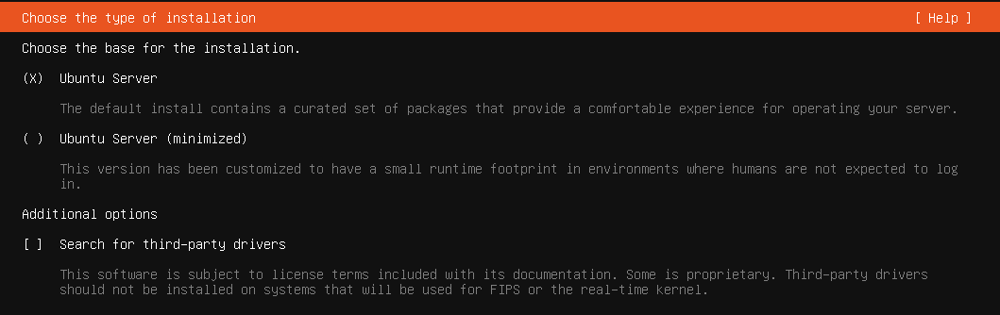 Choose the type of installation [ Help ]
Choose the base for the installation.
(X) Ubuntu Server
The default install contains a curated set of packages that provide a comfortable experience for operating your server.
( ) Ubuntu Server (minimized)
This version has been customized to have a small runtime footprint in environments where humans are not expected to log
in.
Additional options
[ ] Search for third-party drivers
This software is subject to license terms included with its documentation. Some is proprietary. Third-party drivers
should not be installed on systems that will be used for FIPS or the real-time kernel.